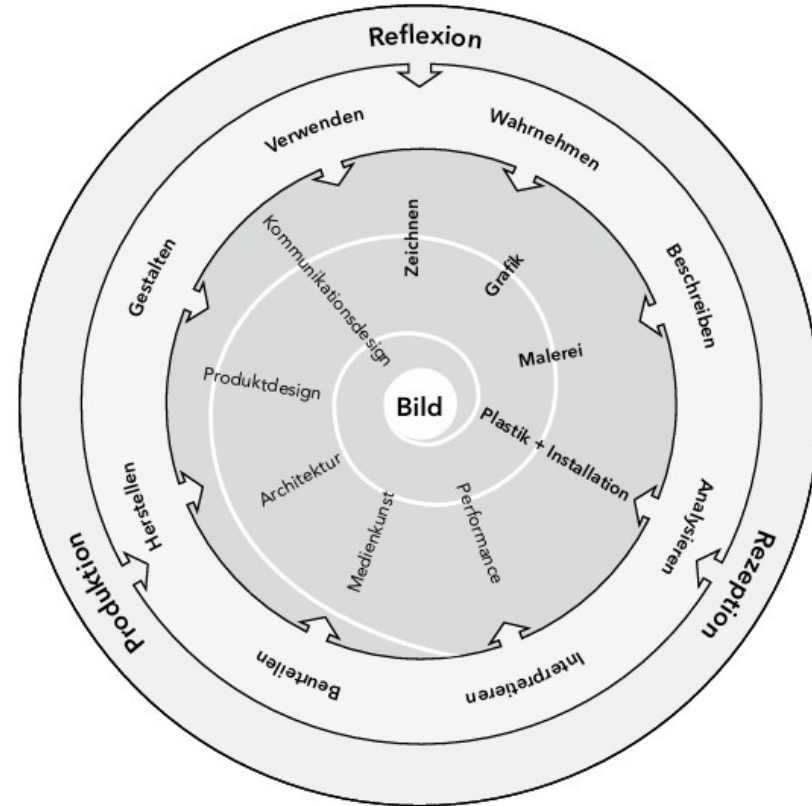 Reflexion
Rezeption
Produktion
Wahrnehmen
Beschreiben
Analysieren
Interpretieren
Beurteilen
Herstellen
Gestalten
Verwenden
Zeichnen
Grafik
Malerei
Plastik + Installation
Performance
Medienkunst
Architektur
Produktdesign
Kommunikationsdesign
Bild